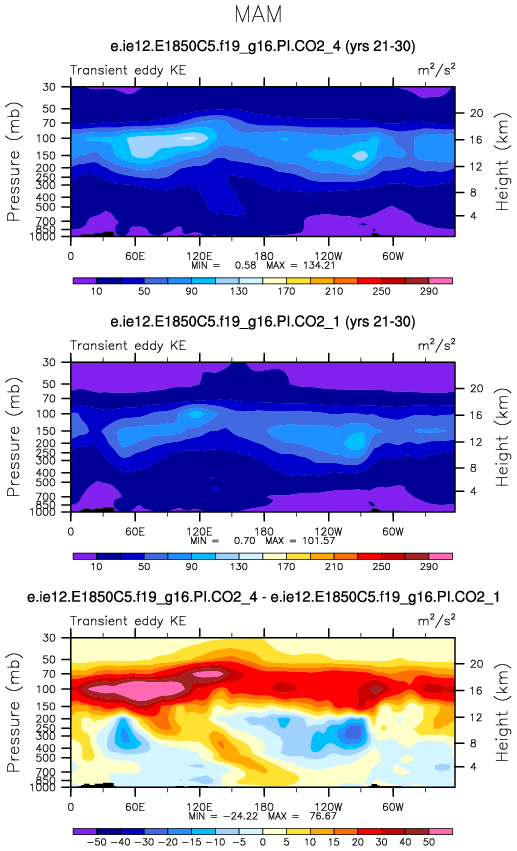 MAM
e.ie12.E1850C5.f19_g16.PI.CO2_4 (yrs 21-30)
Transient eddy KE m²/s²
Pressure (mb)
30
50
70
100
150
200
250
300
400
500
700
850
1000
Height (km)
20
16
12
8
4
0 60E 120E 180 120W 60W
MIN = 0.58 MAX = 134.21
10 50 90 130 170 210 250 290
e.ie12.E1850C5.f19_g16.PI.CO2_1 (yrs 21-30)
Transient eddy KE m²/s²
Pressure (mb)
30
50
70
100
150
200
250
300
400
500
700
850
1000
Height (km)
20
16
12
8
4
0 60E 120E 180 120W 60W
MIN = 0.70 MAX = 101.57
10 50 90 130 170 210 250 290
e.ie12.E1850C5.f19_g16.PI.CO2_4 - e.ie12.E1850C5.f19_g16.PI.CO2_1
Transient eddy KE m²/s²
Pressure (mb)
30
50
70
100
150
200
250
300
400
500
700
850
1000
Height (km)
20
16
12
8
4
0 60E 120E 180 120W 60W
MIN = -24.22 MAX = 76.67
-50 -40 -30 -20 -15 -10 -5 0 5 10 15 20 30 40 50